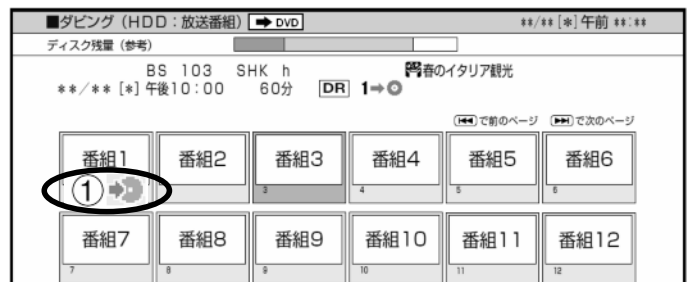 ■ダビング（HDD：放送番組）➡ DVD　＊＊/＊＊［＊］午前 ＊＊:＊＊
ディスク残量（参考）
BS 103 SHK h 春のイタリア観光
＊＊/＊＊［＊］午後10:00 60分 DR 1⇒
⏮で前のページ ⏭で次のページ
番組1 番組2 番組3 番組4 番組5 番組6
① 3 4 5 6
番組7 番組8 番組9 番組10 番組11 番組12
7 8 9 10 11 12